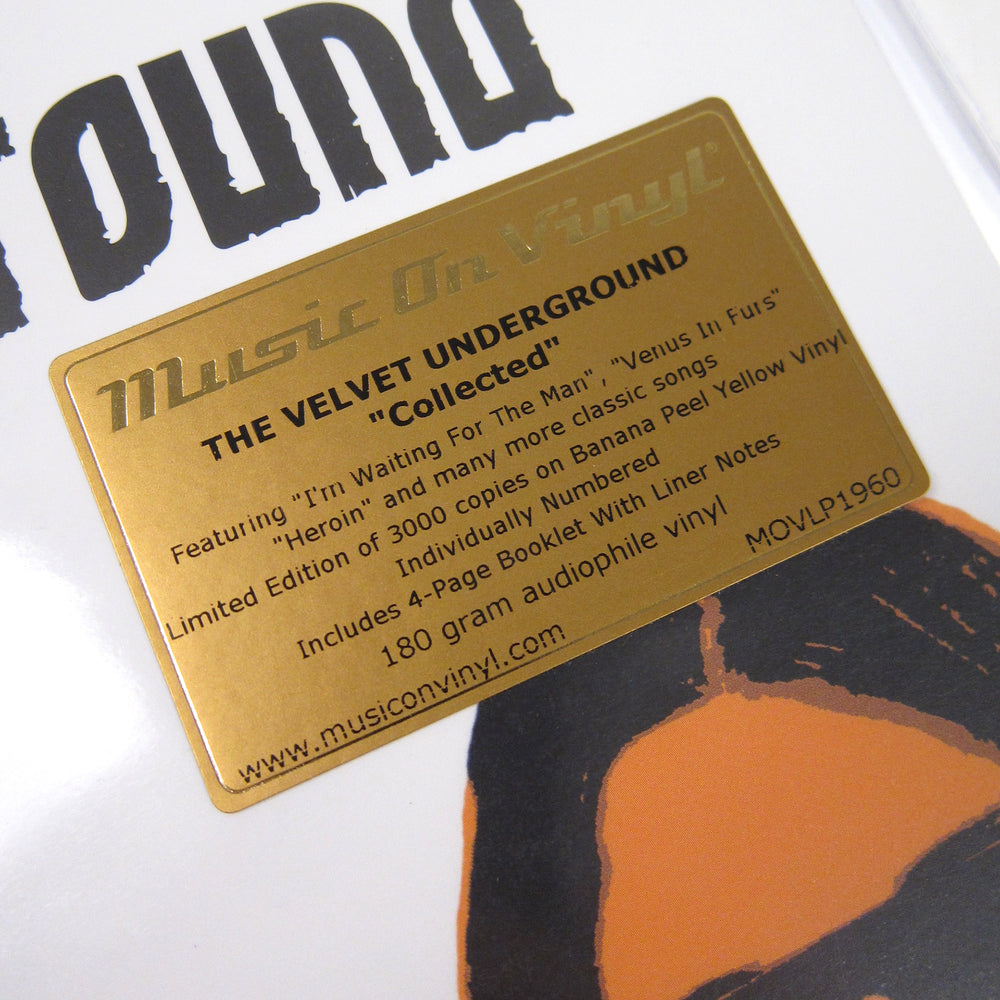 ound
Music On Vinyl®
THE VELVET UNDERGROUND
"Collected"
Featuring "I'm Waiting For The Man", "Venus In Furs"
"Heroin" and many more classic songs
Limited Edition of 3000 copies on Banana Peel Yellow Vinyl
Individually Numbered
Includes 4-Page Booklet With Liner Notes
180 gram audiophile vinyl
www.musiconvinyl.com MOVLP1960